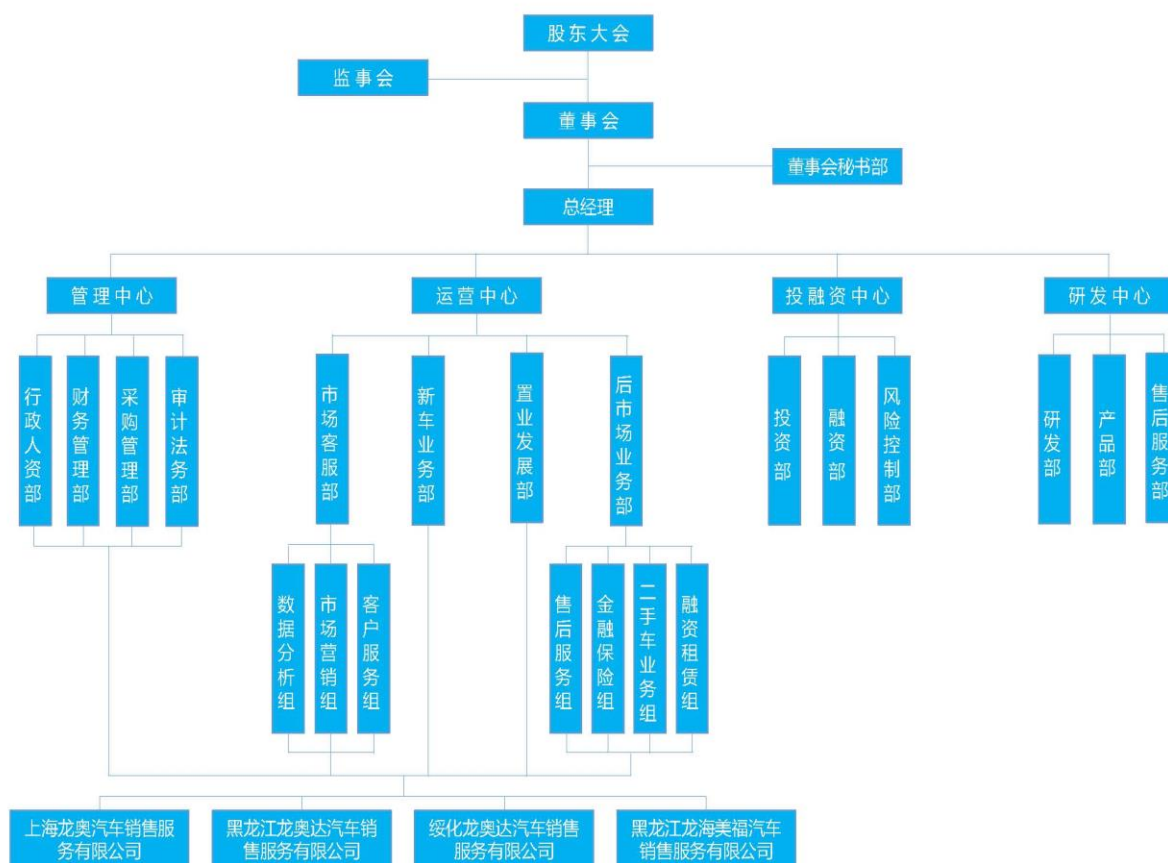 股东大会
监事会
董事会
董事会秘书部
总经理
管理中心
运营中心
投融资中心
研发中心
行政人资部
财务管理部
采购管理部
审计法务部
市场客服部
新车业务部
置业发展部
后市场业务部
投资部
融资部
风险控制部
研发部
产品部
售后服务部
数据分析组
市场营销组
客户服务组
售后服务组
金融保险组
二手车业务组
融资租赁组
上海龙奥汽车销售服
务有限公司
黑龙江龙奥达汽车销
售服务有限公司
绥化龙奥达汽车销售
服务有限公司
黑龙江龙海美福汽车
销售服务有限公司